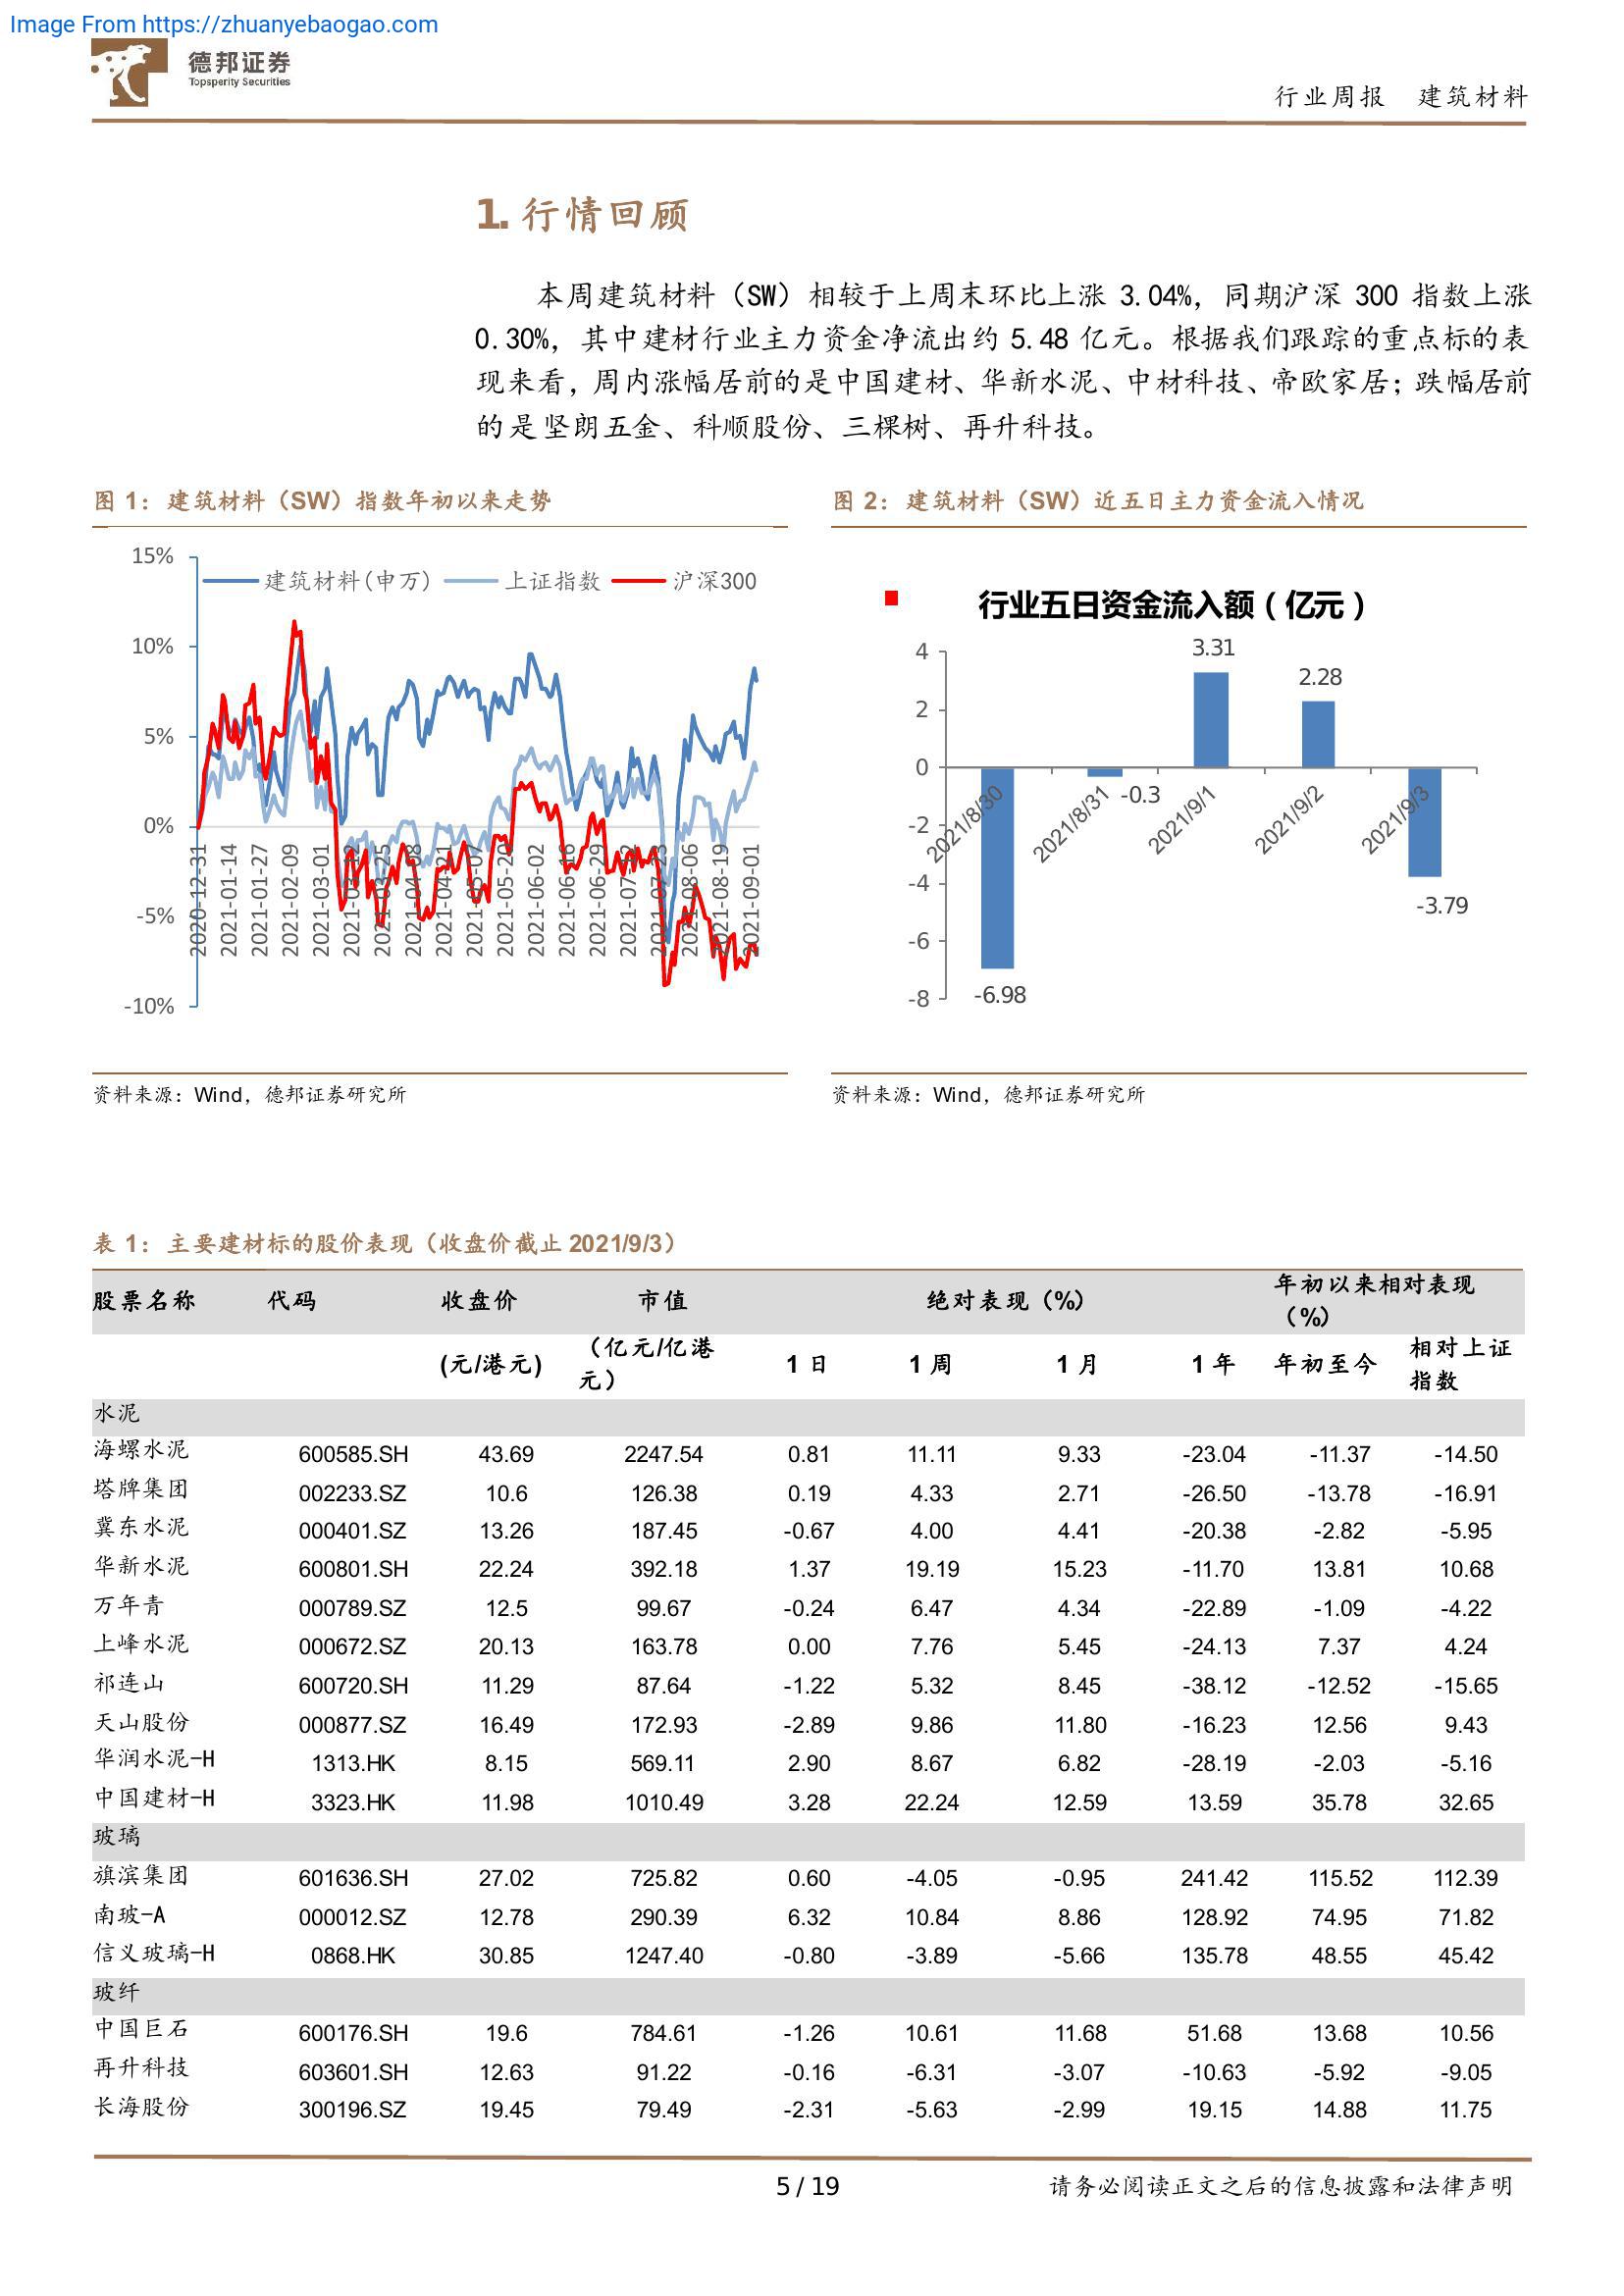 Image From https://zhuanyebaogao.com
德邦证券
Topsperity Securities
行业周报 建筑材料
1. 行情回顾
本周建筑材料（SW）相较于上周末环比上涨 3.04%，同期沪深 300 指数上涨
0.30%，其中建材行业主力资金净流出约 5.48 亿元。根据我们跟踪的重点标的表
现来看，周内涨幅居前的是中国建材、华新水泥、中材科技、帝欧家居；跌幅居前
的是坚朗五金、科顺股份、三棵树、再升科技。
图 1：建筑材料（SW）指数年初以来走势
15%
建筑材料(申万) 上证指数 沪深300
10%
5%
0%
-5%
-10%
2020-12-31
2021-01-14
2021-01-27
2021-02-09
2021-03-01
2021-03-12
2021-03-25
2021-04-08
2021-04-21
2021-05-07
2021-05-20
2021-06-02
2021-06-16
2021-06-29
2021-07-12
2021-07-23
2021-08-06
2021-08-19
2021-09-01
资料来源：Wind，德邦证券研究所
图 2：建筑材料（SW）近五日主力资金流入情况
行业五日资金流入额（亿元）
4
2
0
-2
-4
-6
-8
-6.98
-0.3
3.31
2.28
-3.79
2021/8/30
2021/8/31
2021/9/1
2021/9/2
2021/9/3
资料来源：Wind，德邦证券研究所
表 1：主要建材标的股价表现（收盘价截止 2021/9/3）
股票名称 代码 收盘价 市值 绝对表现（%） 年初以来相对表现
（%）
(元/港元) （亿元/亿港元） 1 日 1 周 1 月 1 年 年初至今 相对上证指数
水泥
海螺水泥 600585.SH 43.69 2247.54 0.81 11.11 9.33 -23.04 -11.37 -14.50
塔牌集团 002233.SZ 10.6 126.38 0.19 4.33 2.71 -26.50 -13.78 -16.91
冀东水泥 000401.SZ 13.26 187.45 -0.67 4.00 4.41 -20.38 -2.82 -5.95
华新水泥 600801.SH 22.24 392.18 1.37 19.19 15.23 -11.70 13.81 10.68
万年青 000789.SZ 12.5 99.67 -0.24 6.47 4.34 -22.89 -1.09 -4.22
上峰水泥 000672.SZ 20.13 163.78 0.00 7.76 5.45 -24.13 7.37 4.24
祁连山 600720.SH 11.29 87.64 -1.22 5.32 8.45 -38.12 -12.52 -15.65
天山股份 000877.SZ 16.49 172.93 -2.89 9.86 11.80 -16.23 12.56 9.43
华润水泥-H 1313.HK 8.15 569.11 2.90 8.67 6.82 -28.19 -2.03 -5.16
中国建材-H 3323.HK 11.98 1010.49 3.28 22.24 12.59 13.59 35.78 32.65
玻璃
旗滨集团 601636.SH 27.02 725.82 0.60 -4.05 -0.95 241.42 115.52 112.39
南玻-A 000012.SZ 12.78 290.39 6.32 10.84 8.86 128.92 74.95 71.82
信义玻璃-H 0868.HK 30.85 1247.40 -0.80 -3.89 -5.66 135.78 48.55 45.42
玻纤
中国巨石 600176.SH 19.6 784.61 -1.26 10.61 11.68 51.68 13.68 10.56
再升科技 603601.SH 12.63 91.22 -0.16 -6.31 -3.07 -10.63 -5.92 -9.05
长海股份 300196.SZ 19.45 79.49 -2.31 -5.63 -2.99 19.15 14.88 11.75
5 / 19
请务必阅读正文之后的信息披露和法律声明